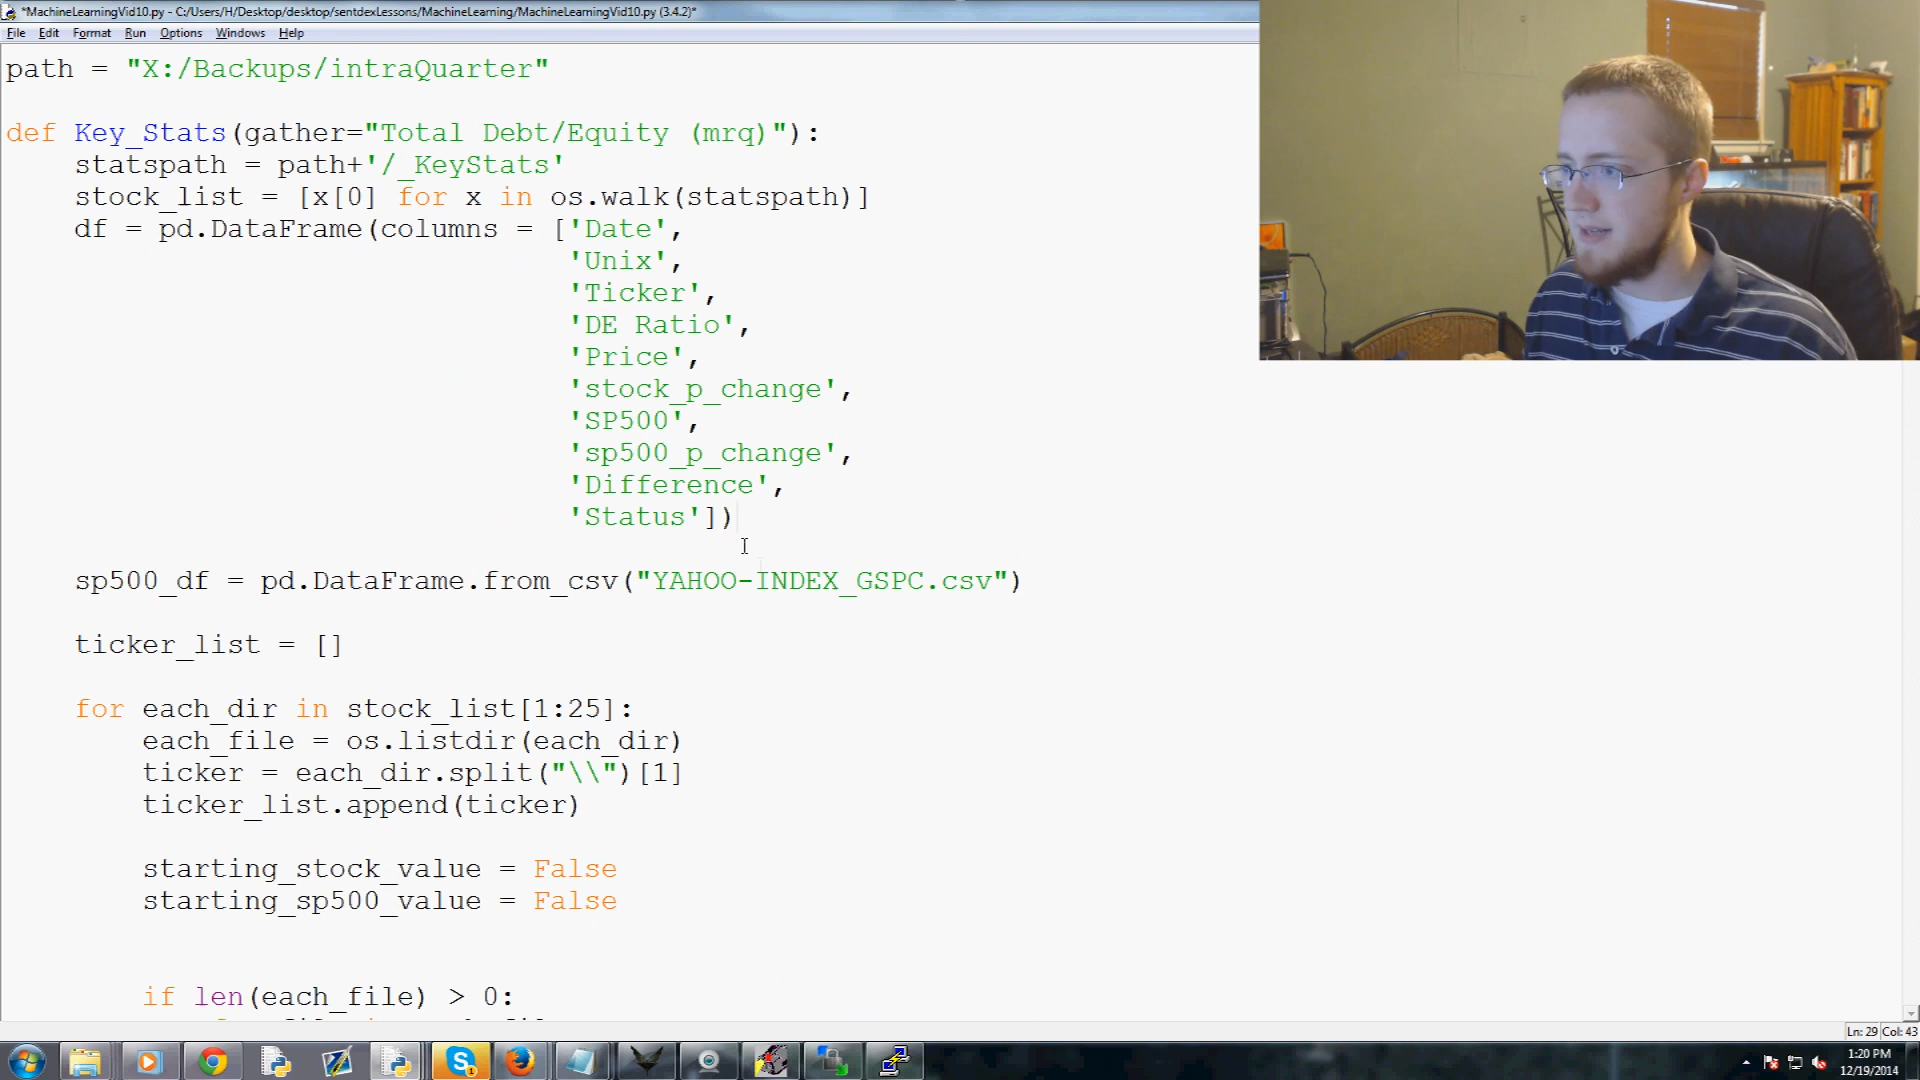 *MachineLearningVid10.py - C:/Users/H/Desktop/desktop/sentdexLessons/MachineLearning/MachineLearningVid10.py (3.4.2)*
File Edit Format Run Options Windows Help
path = "X:/Backups/intraQuarter"
def Key_Stats(gather="Total Debt/Equity (mrq)"):
statspath = path+'/_KeyStats'
stock_list = [x[0] for x in os.walk(statspath)]
df = pd.DataFrame(columns = ['Date',
'Unix',
'Ticker',
'DE Ratio',
'Price',
'stock_p_change',
'SP500',
'sp500_p_change',
'Difference',
'Status'])
sp500_df = pd.DataFrame.from_csv("YAHOO-INDEX_GSPC.csv")
ticker_list = []
for each_dir in stock_list[1:25]:
each_file = os.listdir(each_dir)
ticker = each_dir.split("\\")[1]
ticker_list.append(ticker)
starting_stock_value = False
starting_sp500_value = False
if len(each_file) > 0:
Ln: 29 Col: 43
1:20 PM
12/19/2014